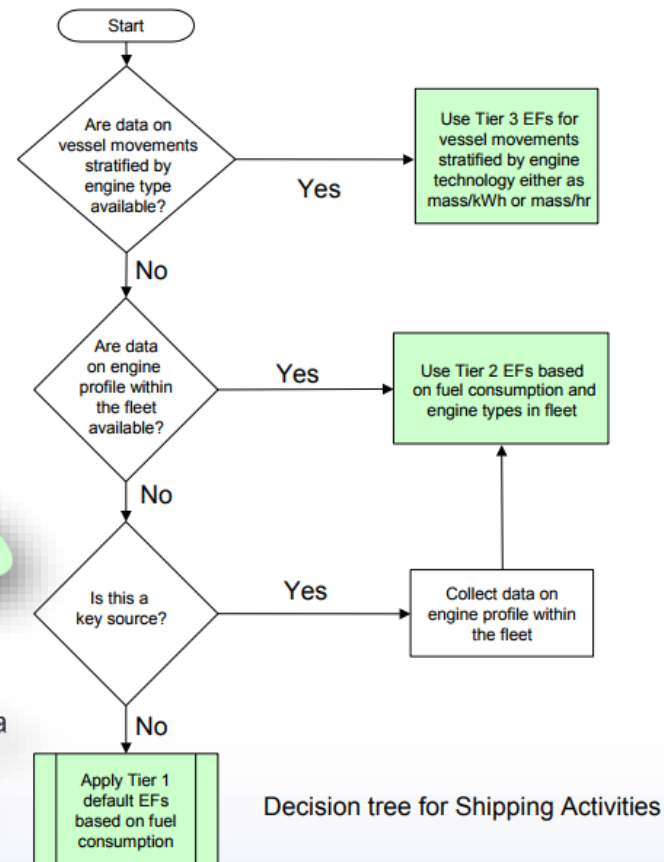 Start
Are data on
vessel movements
stratified by
engine type
available?
Yes
Use Tier 3 EFs for
vessel movements
stratified by engine
technology either as
mass/kWh or mass/hr
No
Are data
on engine
profile within
the fleet
available?
Yes
Use Tier 2 EFs based
on fuel consumption and
engine types in fleet
No
Is this a
key source?
Yes
Collect data on
engine profile within
the fleet
a
No
Apply Tier 1
default EFs
based on fuel
consumption
Decision tree for Shipping Activities